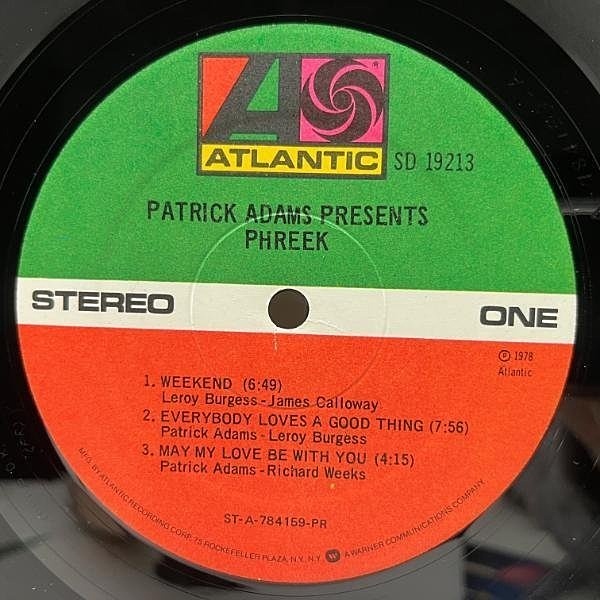 ATLANTIC
SD 19213
PATRICK ADAMS PRESENTS
PHREEK
STEREO
ONE
℗ 1978
Atlantic
1. WEEKEND (6:49)
Leroy Burgess-James Calloway
2. EVERYBODY LOVES A GOOD THING (7:56)
Patrick Adams-Leroy Burgess
3. MAY MY LOVE BE WITH YOU (4:15)
Patrick Adams-Richard Weeks
ST-A-784159-PR
MFG. BY ATLANTIC RECORDING CORP. 75 ROCKEFELLER PLAZA, N.Y., N.Y. A WARNER COMMUNICATIONS COMPANY